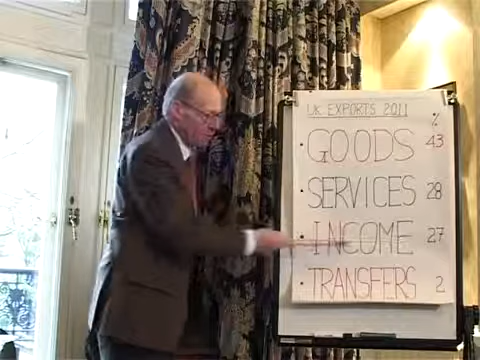 UK EXPORTS 2011
%
GOODS 43
SERVICES 28
INCOME 27
TRANSFERS 2